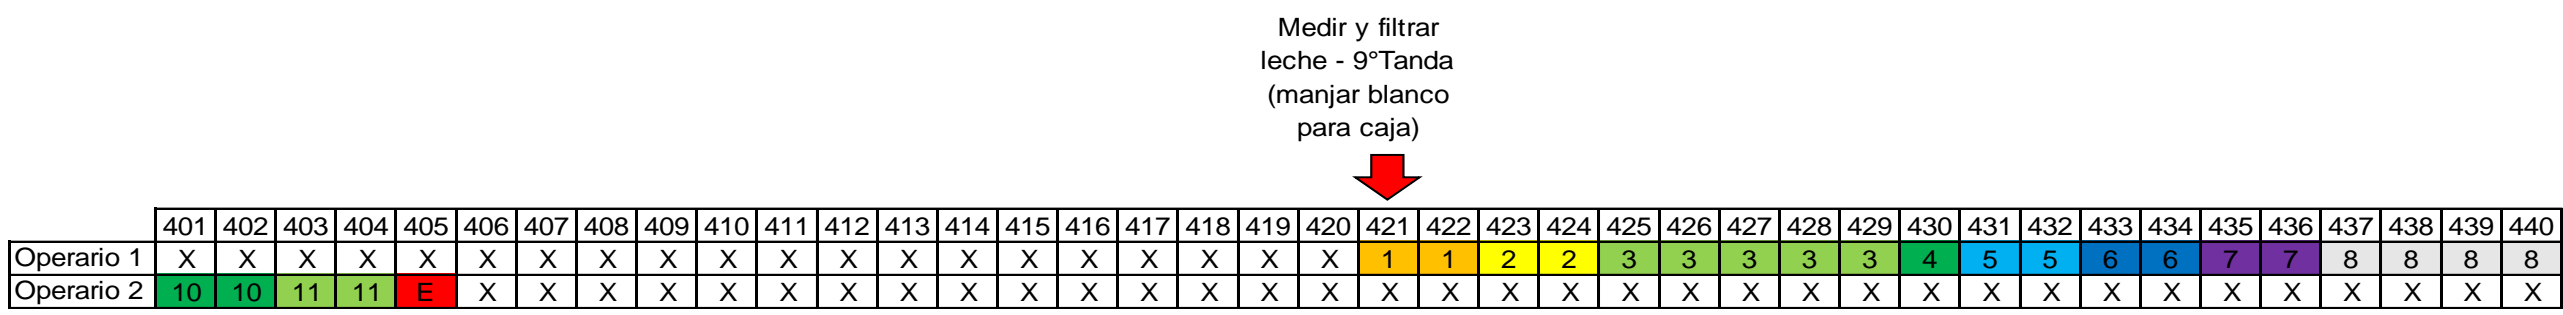 Medir y filtrar
leche - 9°Tanda
(manjar blanco
para caja)
401 402 403 404 405 406 407 408 409 410 411 412 413 414 415 416 417 418 419 420 421 422 423 424 425 426 427 428 429 430 431 432 433 434 435 436 437 438 439 440
Operario 1 X X X X X X X X X X X X X X X X X X X X 1 1 2 2 3 3 3 3 3 4 5 5 6 6 7 7 8 8 8 8
Operario 2 10 10 11 11 E X X X X X X X X X X X X X X X X X X X X X X X X X X X X X X X X X X X